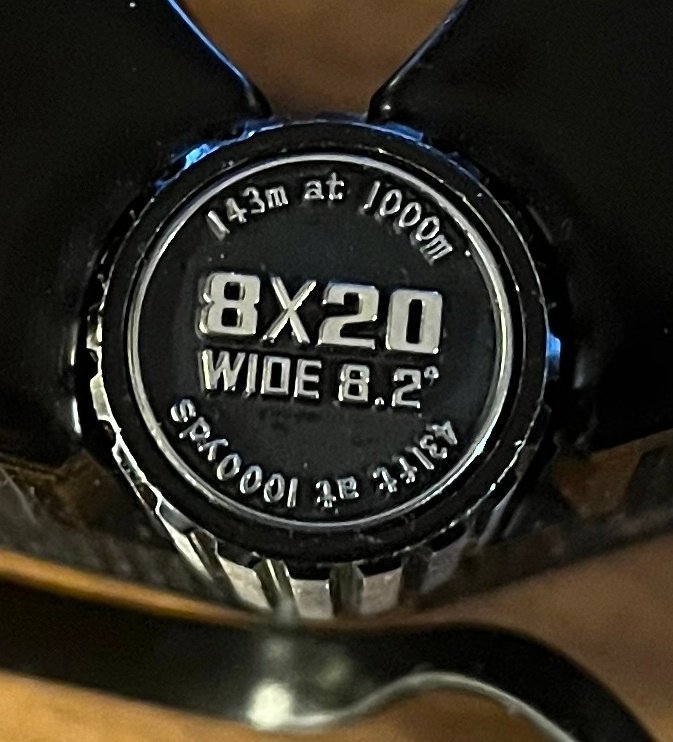 143m at 1000m
8X20
WIDE 8.2°
431ft at 1000yds